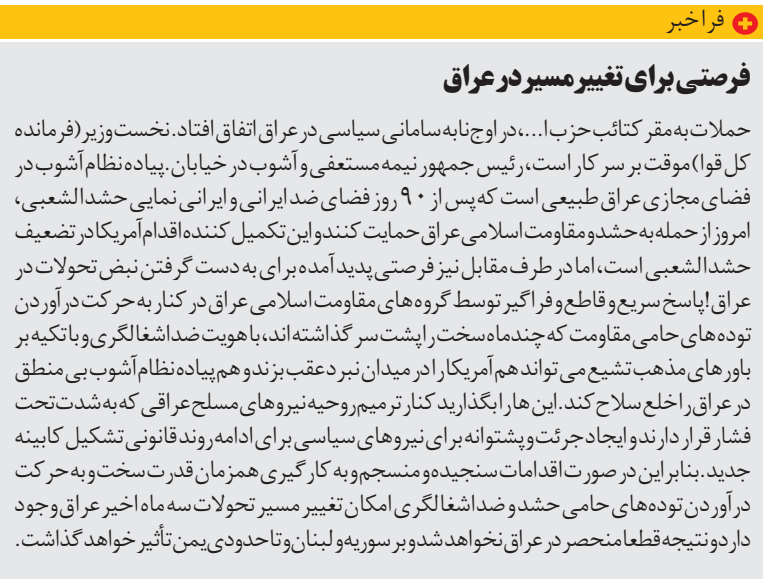 فراخبر
فرصتی برای تغییر مسیر در عراق
حملات به مقر کتائب حزب ا...، در اوج نابه سامانی سیاسی در عراق اتفاق افتاد. نخست وزیر (فرمانده
کل قوا) موقت بر سر کار است، رئیس جمهور نیمه مستعفی و آشوب در خیابان. پیاده نظام آشوب در
فضای مجازی عراق طبیعی است که پس از ۹۰ روز فضای ضد ایرانی و ایرانی نمایی حشدالشعبی،
امروز از حمله به حشد و مقاومت اسلامی عراق حمایت کنند و این تکمیل کننده اقدام آمریکا در تضعیف
حشدالشعبی است، اما در طرف مقابل نیز فرصتی پدید آمده برای به دست گرفتن نبض تحولات در
عراق! پاسخ سریع و قاطع و فراگیر توسط گروه های مقاومت اسلامی عراق در کنار به حرکت درآوردن
توده های حامی مقاومت که چند ماه سخت را پشت سر گذاشته اند، با هویت ضد اشغالگری و با تکیه بر
باورهای مذهب تشیع می تواند هم آمریکا را در میدان نبرد عقب بزند و هم پیاده نظام آشوب بی منطق
در عراق را خلع سلاح کند. این ها را بگذارید کنار ترمیم روحیه نیروهای مسلح عراقی که به شدت تحت
فشار قرار دارند و ایجاد جرئت و پشتوانه برای نیروهای سیاسی برای ادامه روند قانونی تشکیل کابینه
جدید. بنابراین در صورت اقدامات سنجیده و منسجم و به کارگیری همزمان قدرت سخت و به حرکت
درآوردن توده های حامی حشد و ضد اشغالگری امکان تغییر مسیر تحولات سه ماه اخیر عراق وجود
دارد و نتیجه قطعا منحصر در عراق نخواهد شد و بر سوریه و لبنان و تا حدودی یمن تأثیر خواهد گذاشت.